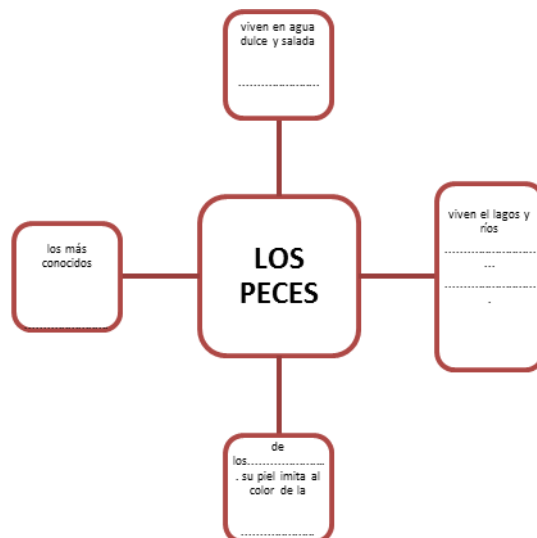 viven en agua
dulce y salada
........................
los más
conocidos
........................
LOS
PECES
viven el lagos y
ríos
...........................
...
...........................
.
de
los.......................
. su piel imita al
color de la
......................